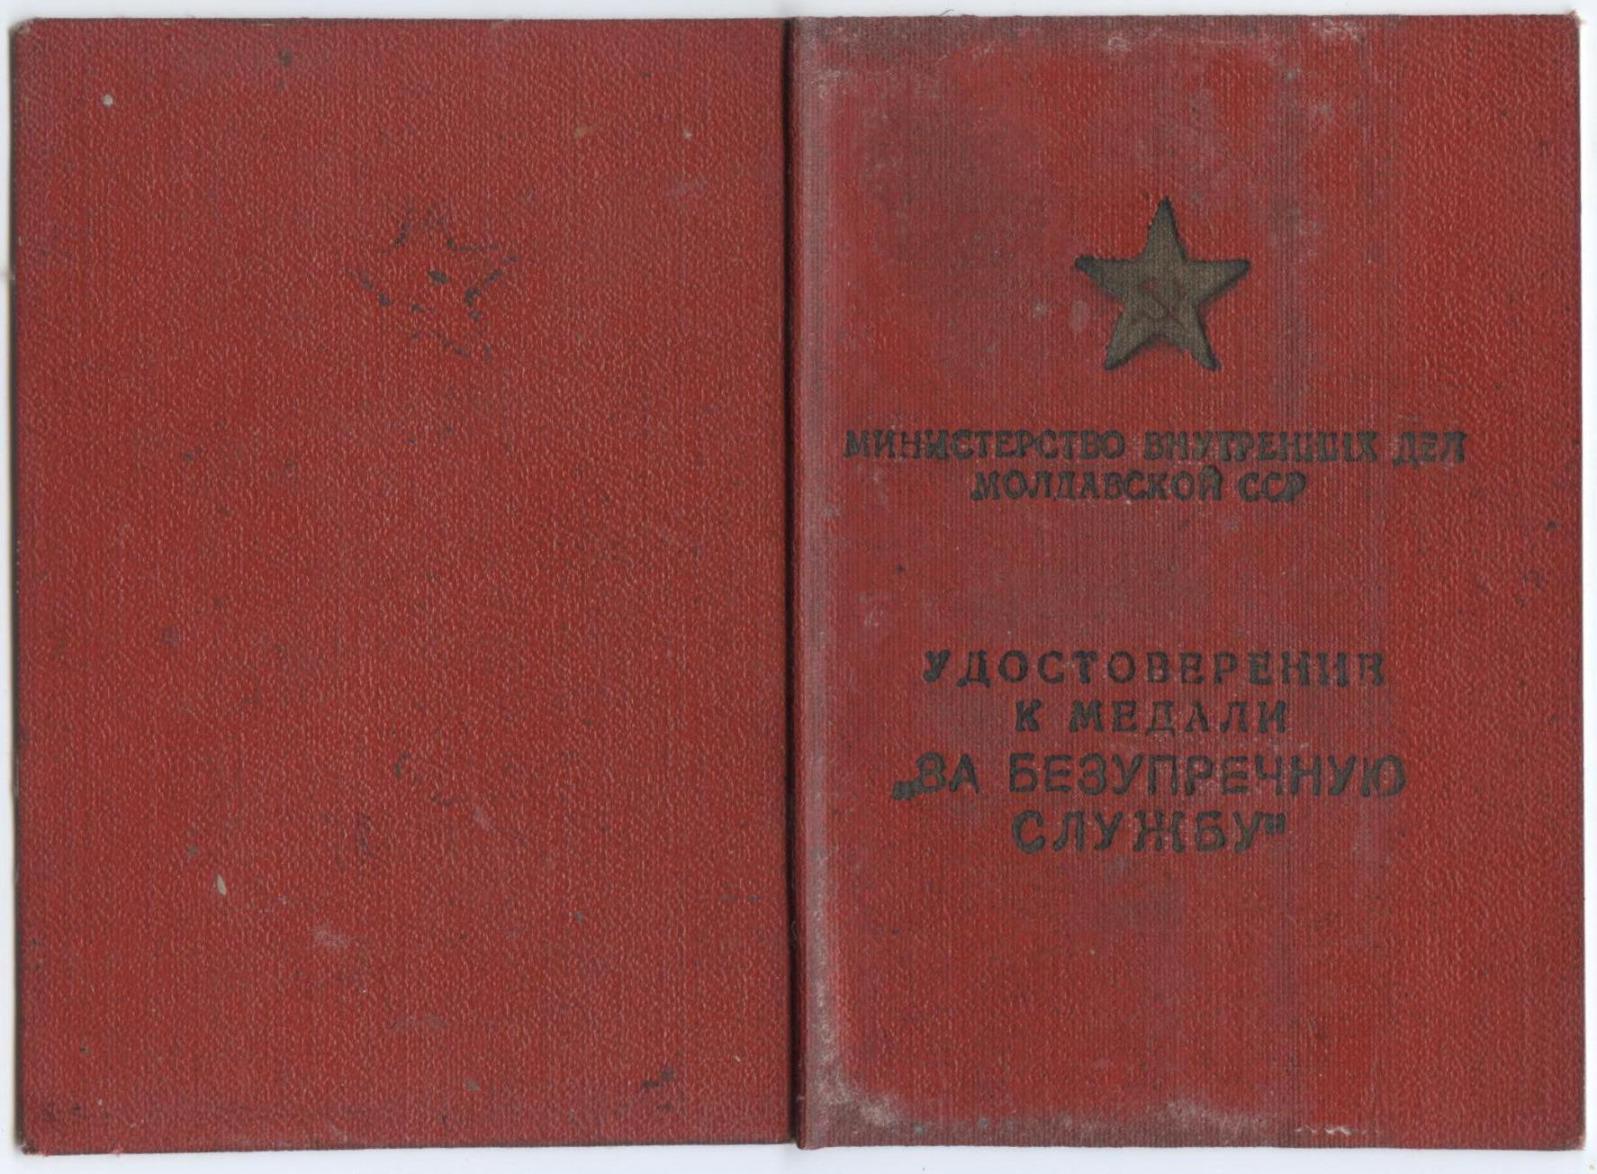 МИНИСТЕРСТВО ВНУТРЕННИХ ДЕЛ
МОЛДАВСКОЙ ССР
УДОСТОВЕРЕНИЕ
К МЕДАЛИ
„ЗА БЕЗУПРЕЧНУЮ
СЛУЖБУ"